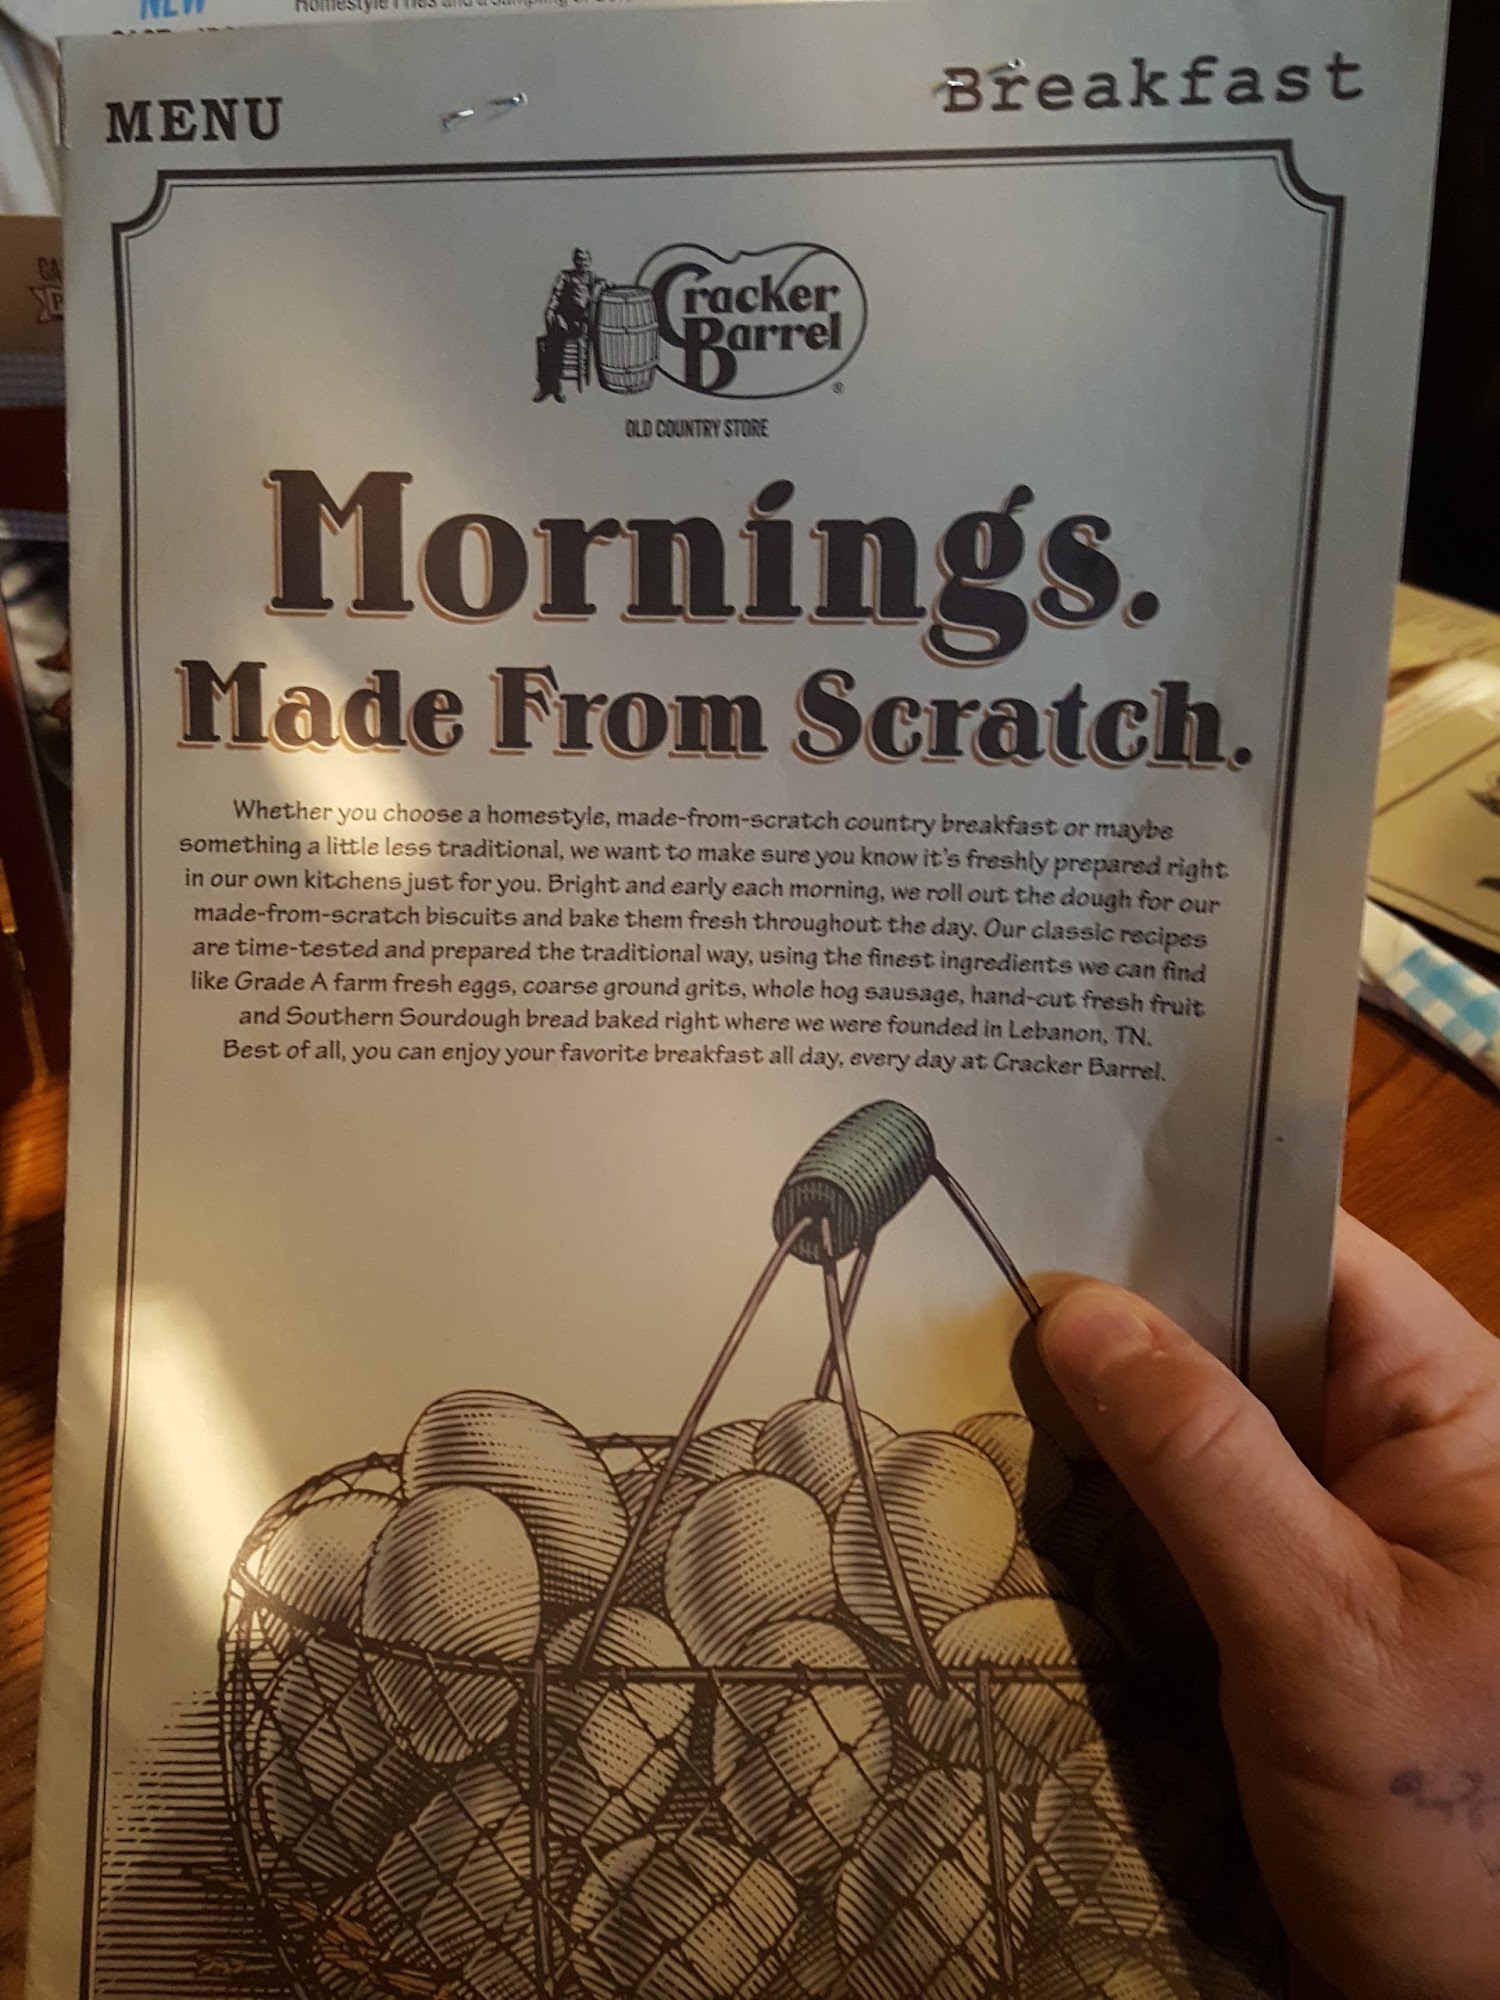 NEW
Homestyle Fries and a Sampling of
MENU
Breakfast
Cracker
Barrel
®
OLD COUNTRY STORE
Mornings.
Made From Scratch.
Whether you choose a homestyle, made-from-scratch country breakfast or maybe
something a little less traditional, we want to make sure you know it's freshly prepared right
in our own kitchens just for you. Bright and early each morning, we roll out the dough for our
made-from-scratch biscuits and bake them fresh throughout the day. Our classic recipes
are time-tested and prepared the traditional way, using the finest ingredients we can find
like Grade A farm fresh eggs, coarse ground grits, whole hog sausage, hand-cut fresh fruit
and Southern Sourdough bread baked right where we were founded in Lebanon, TN.
Best of all, you can enjoy your favorite breakfast all day, every day at Cracker Barrel.